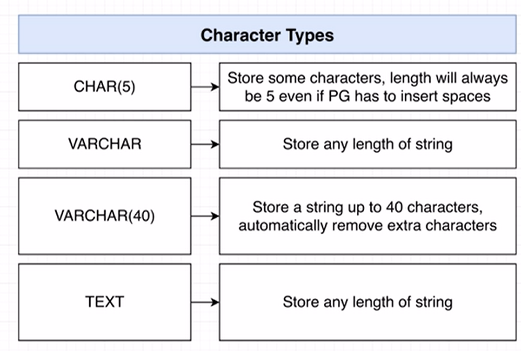 Character Types
CHAR(5)
Store some characters, length will always
be 5 even if PG has to insert spaces
VARCHAR
Store any length of string
VARCHAR(40)
Store a string up to 40 characters,
automatically remove extra characters
TEXT
Store any length of string